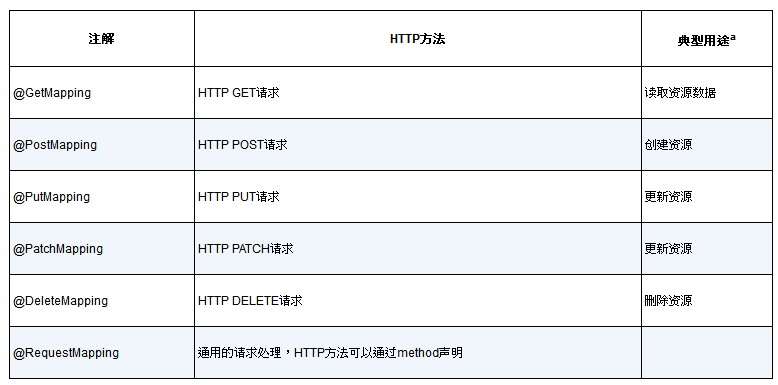 注解 HTTP方法 典型用途a
@GetMapping HTTP GET请求 读取资源数据
@PostMapping HTTP POST请求 创建资源
@PutMapping HTTP PUT请求 更新资源
@PatchMapping HTTP PATCH请求 更新资源
@DeleteMapping HTTP DELETE请求 删除资源
@RequestMapping 通用的请求处理，HTTP方法可以通过method声明